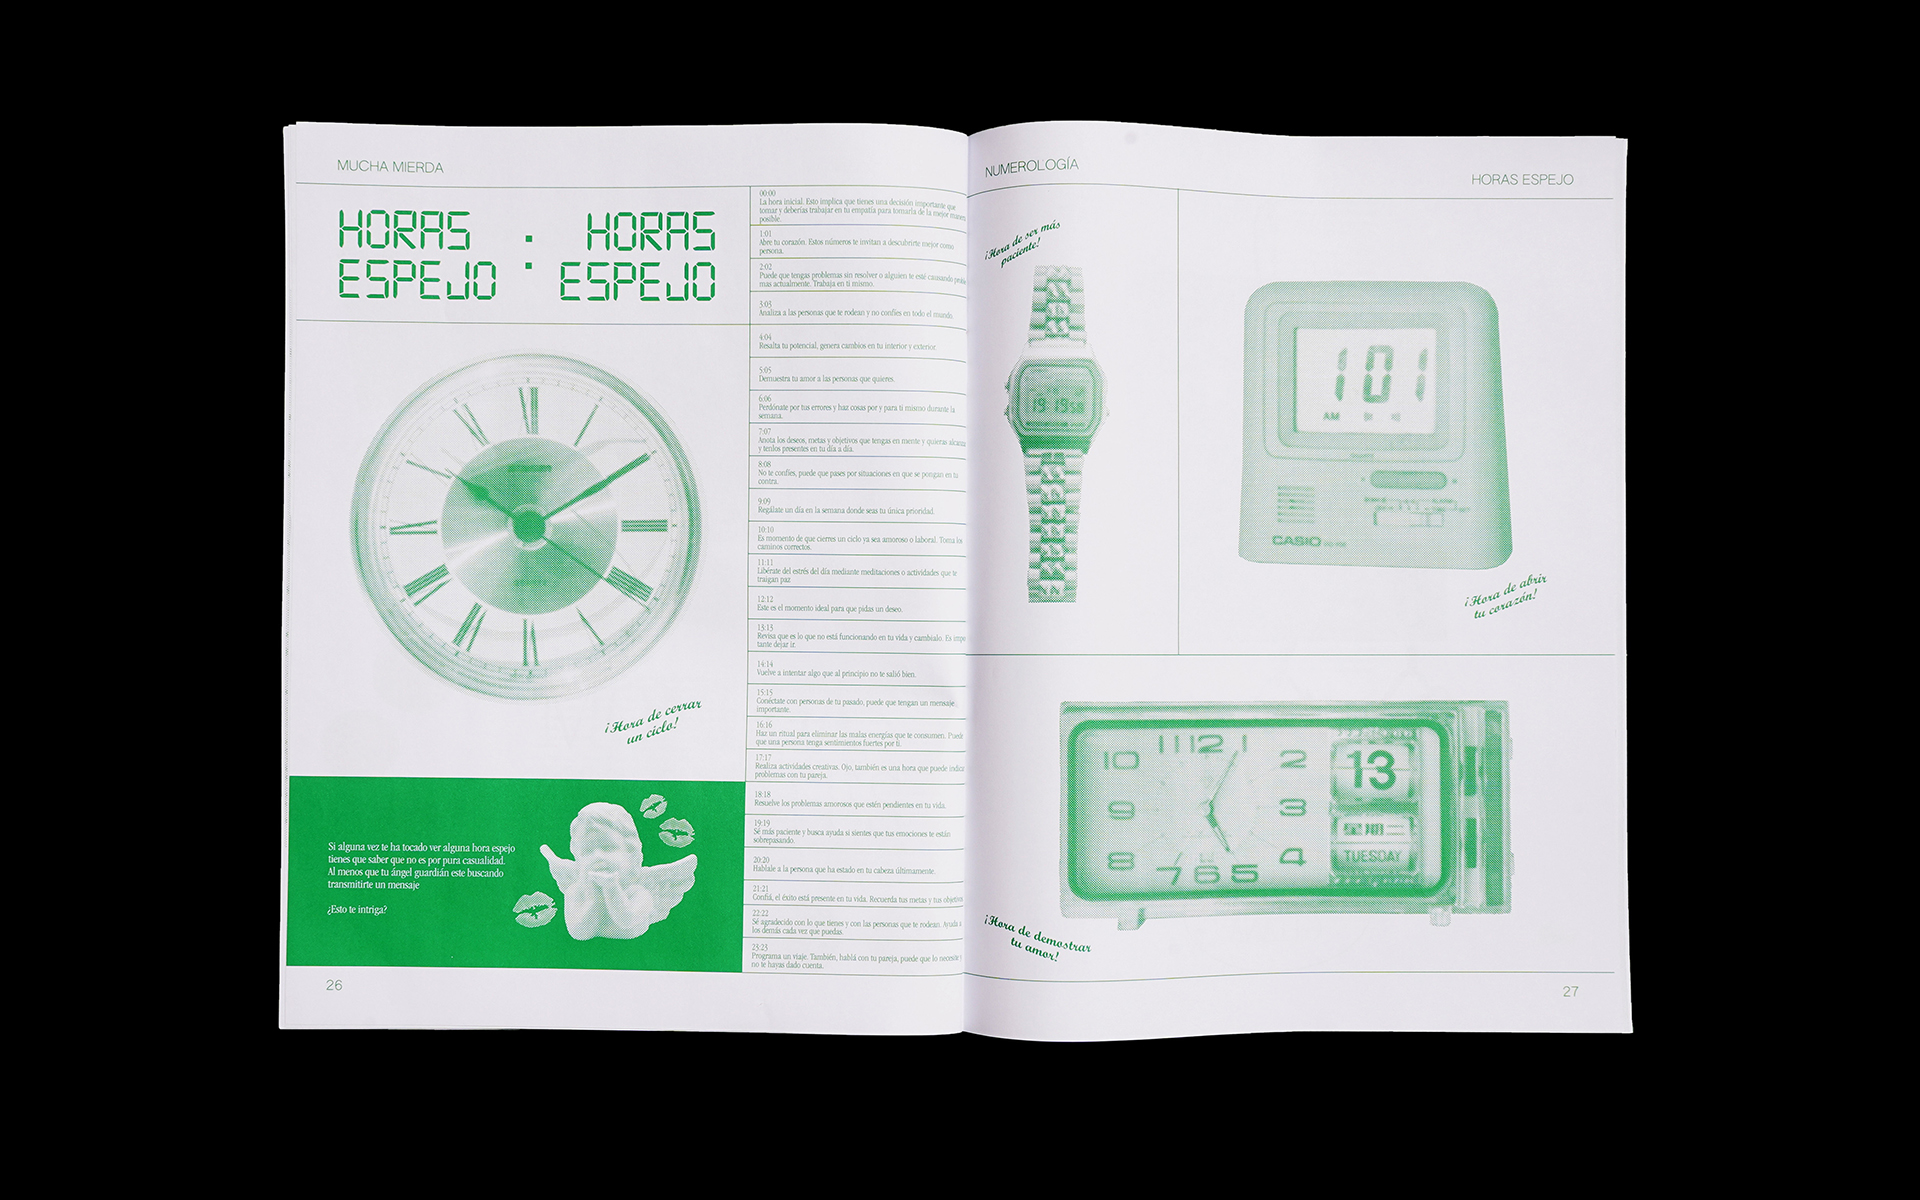 MUCHA MIERDA
HORAS : HORAS
ESPEJO ESPEJO
¡Hora de cerrar
un ciclo!
Si alguna vez te ha tocado ver alguna hora espejo
tienes que saber que no es por pura casualidad.
Al menos que tu ángel guardián este buscando
transmitirte un mensaje
¿Esto te intriga?
26
00:00
La hora inicial. Esto implica que tienes una decisión importante que
tomar y deberías trabajar en tu empatía para tomarla de la mejor manera
posible.
1:01
Abre tu corazón. Estos números te invitan a descubrirte mejor como
persona.
2:02
Puede que tengas problemas sin resolver o alguien te esté causando
mas actualmente. Trabaja en ti mismo.
3:03
Analiza a las personas que te rodean y no confíes en todo el mundo.
4:04
Resalta tu potencial, genera cambios en tu interior y exterior
5:05
Demuestra tu amor a las personas que quieres.
6:06
Perdónate por tus errores y haz cosas por y para ti mismo durante la
semana.
7:07
Anota los deseos, metas y objetivos que tengas en mente y quieras
y tenlos presentes en tu día a día.
8:08
No te confíes, puede que pases por situaciones en que se pongan en tu
contra.
9:09
Regálate un día en la semana donde seas tu única prioridad.
10:10
Es momento de que cierres un ciclo ya sea amoroso o laboral. Toma los
caminos correctos.
11:11
Libérate del estrés del día mediante meditaciones o actividades que te
traigan paz
12:12
Este es el momento ideal para que pidas un deseo.
13:13
Revisa que es lo que no está funcionando en tu vida y cambialo. Es impo
tante dejar ir.
14:14
Vuelve a intentar algo que al principio no te salió bien.
15:15
Conéctate con personas de tu pasado, puede que tengan un mensaje
importante.
16:16
Haz un ritual para eliminar las malas energías que te consumen. Puede
que una persona tenga sentimientos fuertes por ti.
17:17
Realiza actividades creativas. Ojo, también es una hora que puede indicar
problemas con tu pareja.
18:18
Resuelve los problemas amorosos que estén pendientes en tu vida.
19:19
Sé más paciente y busca ayuda si sientes que tus emociones te están
sobrepasando.
20:20
Hablale a la persona que ha estado en tu cabeza últimamente.
21:21
Confiá, el éxito está presente en tu vida. Recuerda tus metas y tus objetivos
22:22
Sé agradecido con lo que tienes y con las personas que te rodean. Ayuda a
los demás cada vez que puedas.
23:23
Programa un viaje. También, hablá con tu pareja, puede que lo necesite y
no te hayas dado cuenta.
NUMEROLOGÍA
HORAS ESPEJO
¡Hora de ser más
paciente!
19 19 58
1 01
AM
CASIO
¡Hora de abrir
tu corazón!
11 12 1
10 2
9 3
8 4
7 6 5
13
TUESDAY
¡Hora de demostrar
tu amor!
27